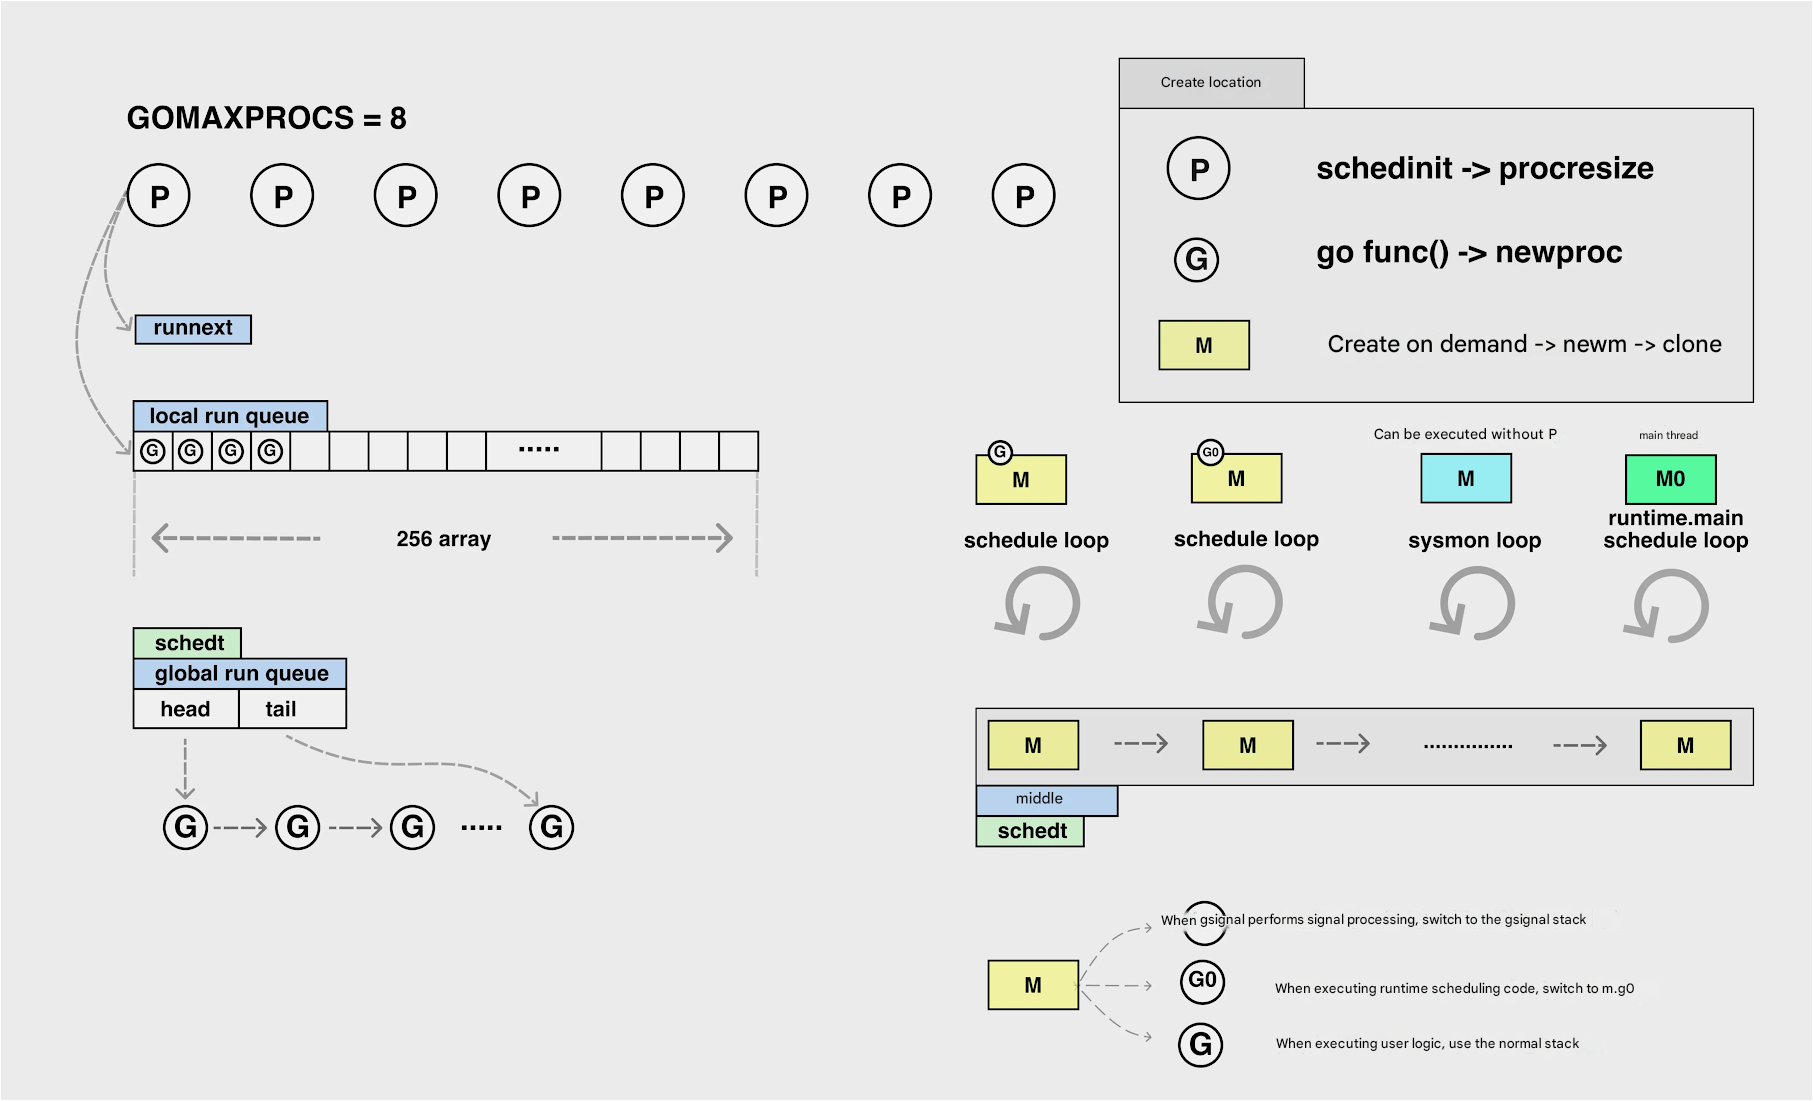 GOMAXPROCS = 8
P P P P P P P P
runnext
local run queue
G G G G .....
256 array
schedt
global run queue
head tail
G G G ..... G
Create location
P schedinit -> procresize
G go func() -> newproc
M Create on demand -> newm -> clone
G
M
schedule loop
G0
M
schedule loop
Can be executed without P
M
sysmon loop
main thread
M0
runtime.main
schedule loop
M M ............... M
middle
schedt
M
When gsignal performs signal processing, switch to the gsignal stack
G0 When executing runtime scheduling code, switch to m.g0
G When executing user logic, use the normal stack